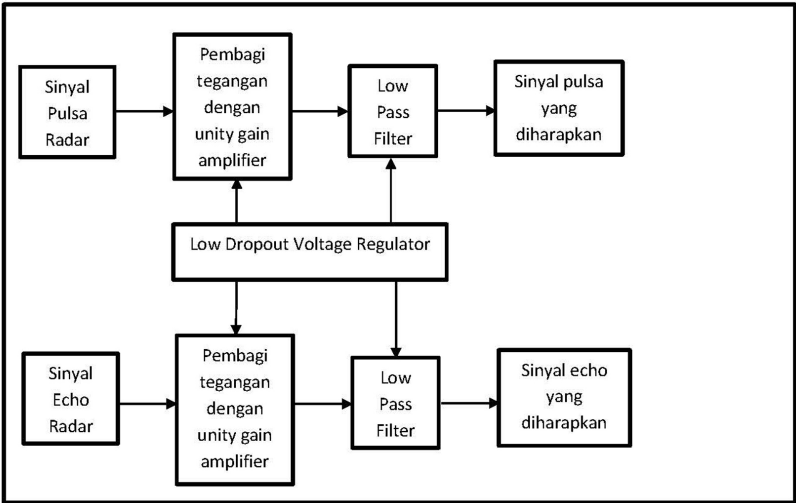 Sinyal
Pulsa
Radar
Pembagi
tegangan
dengan
unity gain
amplifier
Low
Pass
Filter
Sinyal pulsa
yang
diharapkan
Low Dropout Voltage Regulator
Sinyal
Echo
Radar
Pembagi
tegangan
dengan
unity gain
amplifier
Low
Pass
Filter
Sinyal echo
yang
diharapkan